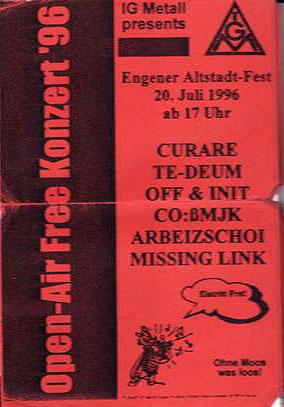 Open-Air Free Konzert '96
IG Metall
presents
IGM
Engener Altstadt-Fest
20. Juli 1996
ab 17 Uhr
CURARE
TE-DEUM
OFF & INIT
CO:ßMJK
ARBEIZSCHOI
MISSING LINK
Eintritt Frei!
Ohne Moos
was loos!